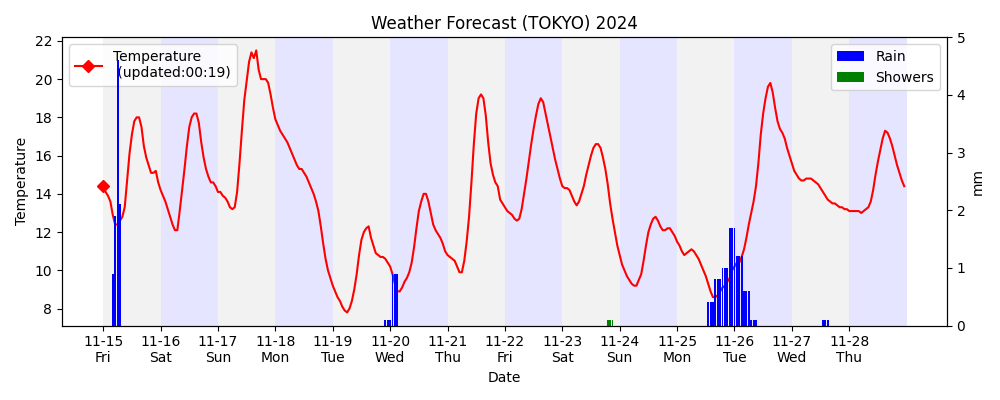 Weather Forecast (TOKYO) 2024
Temperature
(updated:00:19)
Rain
Showers
Temperature
22
20
18
16
14
12
10
8
5
4
3
2
1
0
mm
11-15 Fri
11-16 Sat
11-17 Sun
11-18 Mon
11-19 Tue
11-20 Wed
11-21 Thu
11-22 Fri
11-23 Sat
11-24 Sun
11-25 Mon
11-26 Tue
11-27 Wed
11-28 Thu
Date